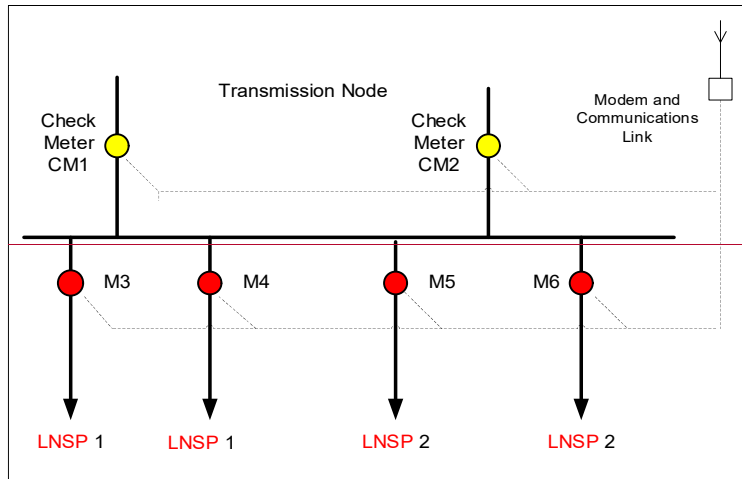 Transmission Node
Check
Meter
CM1
Check
Meter
CM2
Modem and
Communications
Link
M3
M4
M5
M6
LNSP 1
LNSP 1
LNSP 2
LNSP 2